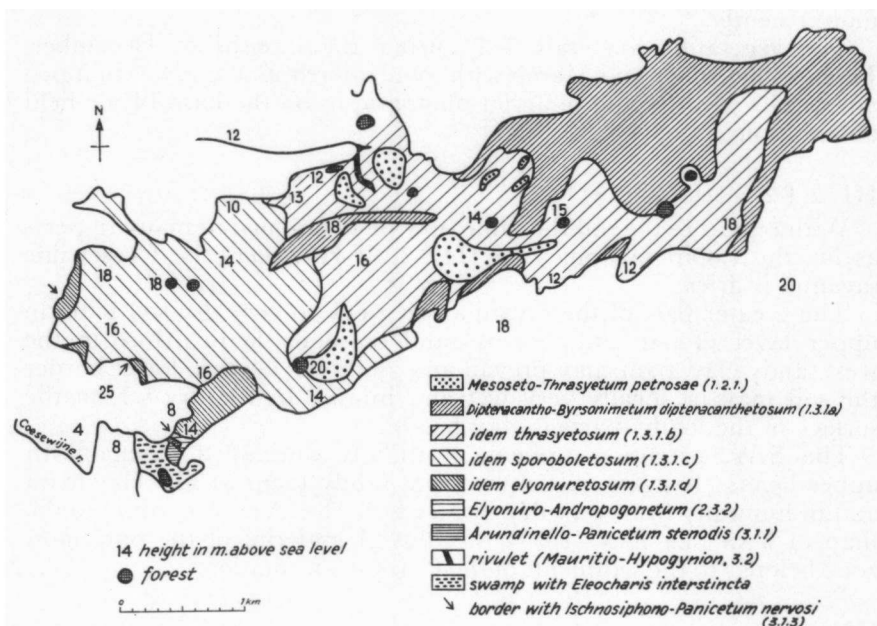 N
12
12
13
10
18
14
15
18
14
16
18
18
12
12
20
16
18
16
20
14
25
8
14
4
8
Coesewijne r.
Mesoseto-Thrasyetum petrosae (1.2.1.)
Dipteracantho-Byrsonimetum dipteracanthetosum (1.3.1a)
idem thrasyetosum (1.3.1.b)
idem sporoboletosum (1.3.1.c)
idem elyonuretosum (1.3.1.d)
Elyonuro-Andropogonetum (2.3.2)
Arundinello-Panicetum stenodis (3.1.1)
rivulet (Mauritio-Hypogynion, 3.2)
swamp with Eleocharis interstincta
border with Ischnosiphono-Panicetum nervosi
(3.1.3)
14 height in m. above sea level
forest
0 1km